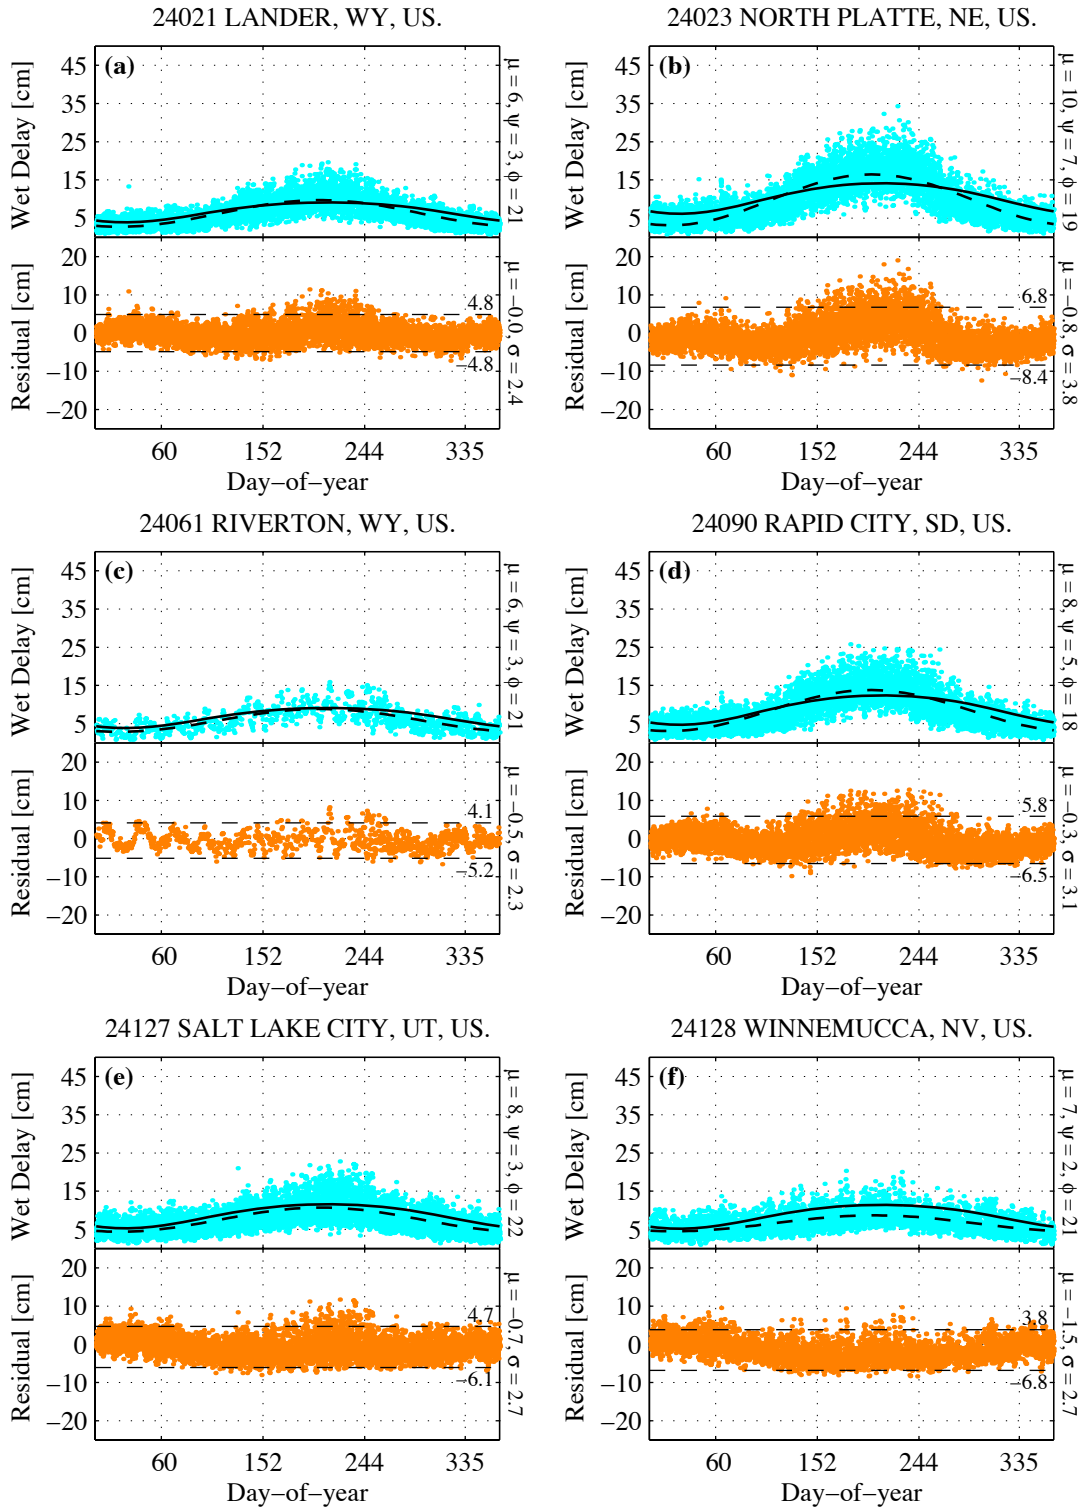 24021 LANDER, WY, US.
(a)
Wet Delay [cm]
45
35
25
15
5
μ = 6, ψ = 3, ϕ = 21
Residual [cm]
20
10
0
−10
−20
4.8
−4.8
μ = −0.0, σ = 2.4
60 152 244 335
Day−of−year
24023 NORTH PLATTE, NE, US.
(b)
Wet Delay [cm]
45
35
25
15
5
μ = 10, ψ = 7, ϕ = 19
Residual [cm]
20
10
0
−10
−20
6.8
−8.4
μ = −0.8, σ = 3.8
60 152 244 335
Day−of−year
24061 RIVERTON, WY, US.
(c)
Wet Delay [cm]
45
35
25
15
5
μ = 6, ψ = 3, ϕ = 21
Residual [cm]
20
10
0
−10
−20
4.1
−5.2
μ = −0.5, σ = 2.3
60 152 244 335
Day−of−year
24090 RAPID CITY, SD, US.
(d)
Wet Delay [cm]
45
35
25
15
5
μ = 8, ψ = 5, ϕ = 18
Residual [cm]
20
10
0
−10
−20
5.8
−6.5
μ = −0.3, σ = 3.1
60 152 244 335
Day−of−year
24127 SALT LAKE CITY, UT, US.
(e)
Wet Delay [cm]
45
35
25
15
5
μ = 8, ψ = 3, ϕ = 22
Residual [cm]
20
10
0
−10
−20
4.7
−6.1
μ = −0.7, σ = 2.7
60 152 244 335
Day−of−year
24128 WINNEMUCCA, NV, US.
(f)
Wet Delay [cm]
45
35
25
15
5
μ = 7, ψ = 2, ϕ = 21
Residual [cm]
20
10
0
−10
−20
3.8
−6.8
μ = −1.5, σ = 2.7
60 152 244 335
Day−of−year